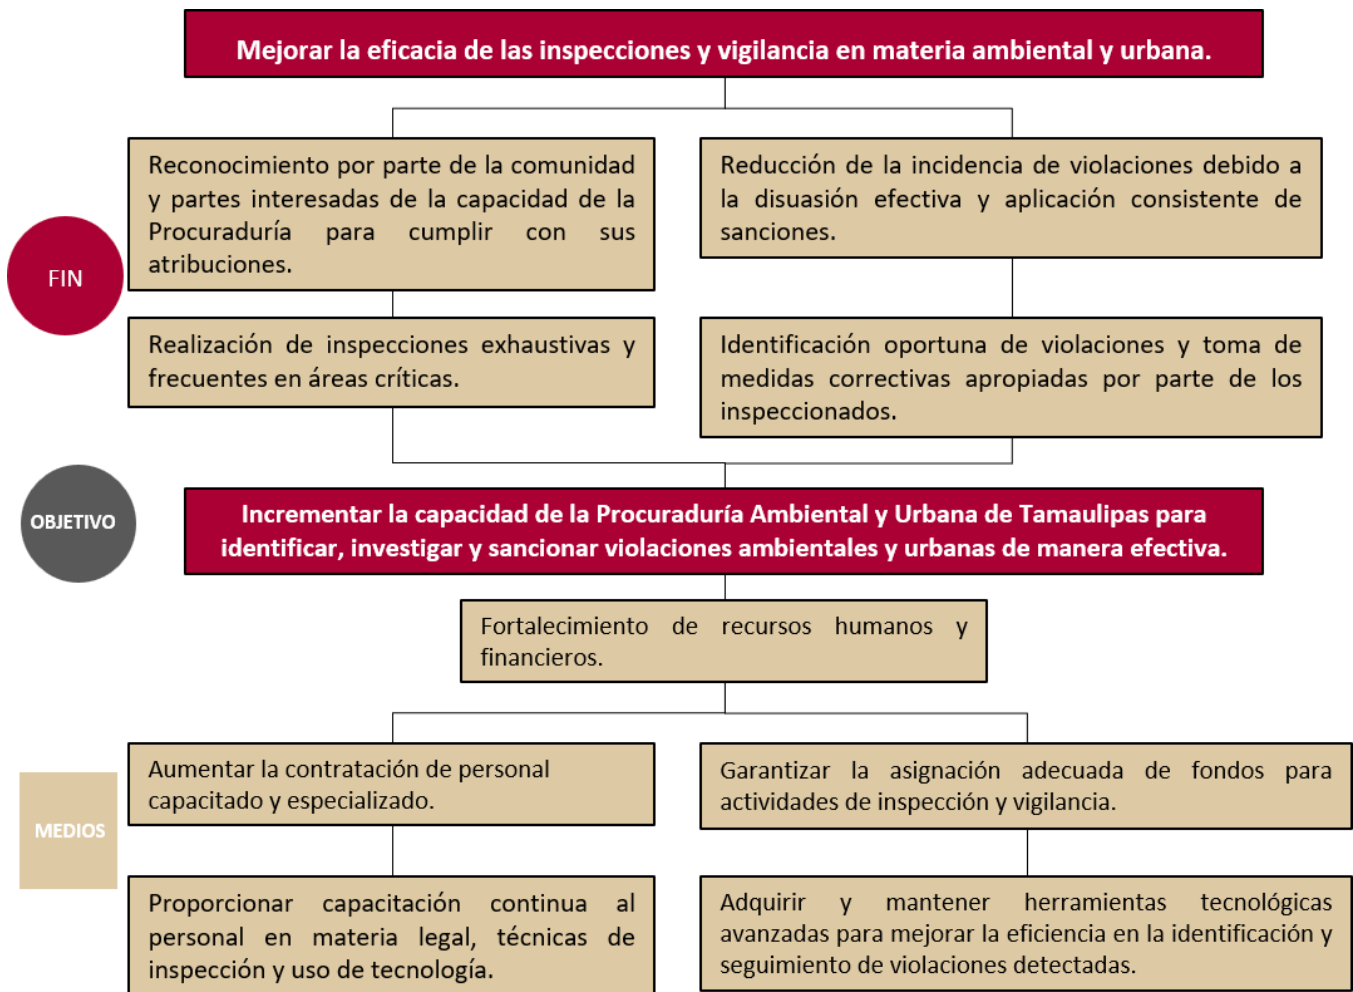 Mejorar la eficacia de las inspecciones y vigilancia en materia ambiental y urbana.
Reconocimiento por parte de la comunidad
y partes interesadas de la capacidad de la
Procuraduría para cumplir con sus
atribuciones.
Reducción de la incidencia de violaciones debido a
la disuasión efectiva y aplicación consistente de
sanciones.
FIN
Realización de inspecciones exhaustivas y
frecuentes en áreas críticas.
Identificación oportuna de violaciones y toma de
medidas correctivas apropiadas por parte de los
inspeccionados.
OBJETIVO
Incrementar la capacidad de la Procuraduría Ambiental y Urbana de Tamaulipas para
identificar, investigar y sancionar violaciones ambientales y urbanas de manera efectiva.
Fortalecimiento de recursos humanos y
financieros.
Aumentar la contratación de personal
capacitado y especializado.
Garantizar la asignación adecuada de fondos para
actividades de inspección y vigilancia.
MEDIOS
Proporcionar capacitación continua al
personal en materia legal, técnicas de
inspección y uso de tecnología.
Adquirir y mantener herramientas tecnológicas
avanzadas para mejorar la eficiencia en la identificación y
seguimiento de violaciones detectadas.